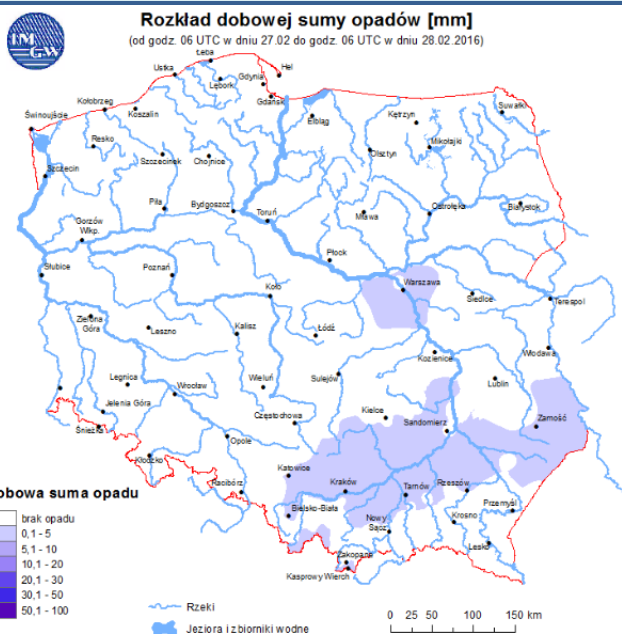 Rozkład dobowej sumy opadów [mm]
(od godz. 06 UTC w dniu 27.02 do godz. 06 UTC w dniu 28.02.2016)
IMGW
Łeba
Ustka
Hel
Gdynia
Lębork
Gdańsk
Kołobrzeg
Koszalin
Suwałki
Świnoujście
Elbląg
Kętrzyn
Resko
Mikołajki
Olsztyn
Szczecinek
Chojnice
Szczecin
Piła
Bydgoszcz
Toruń
Mława
Ostrołęka
Białystok
Gorzów
Wlkp.
Płock
Słubice
Poznań
Koło
Warszawa
Siedlce
Terespol
Zielona
Góra
Leszno
Kalisz
Łódź
Kozienice
Włodawa
Legnica
Wrocław
Wieluń
Sulejów
Lublin
Jelenia Góra
Kielce
Zamość
Śnieżka
Częstochowa
Sandomierz
Opole
Kłodzko
Katowice
Racibórz
Kraków
Tarnów
Rzeszów
Przemyśl
Bielsko-Biała
Nowy
Sącz
Krosno
Lesko
Zakopane
Kasprowy Wierch
obowa suma opadu
brak opadu
0,1 - 5
5,1 - 10
10,1 - 20
20,1 - 30
30,1 - 50
50,1 - 100
Rzeki
Jeziora i zbiorniki wodne
0 25 50 100 150 km